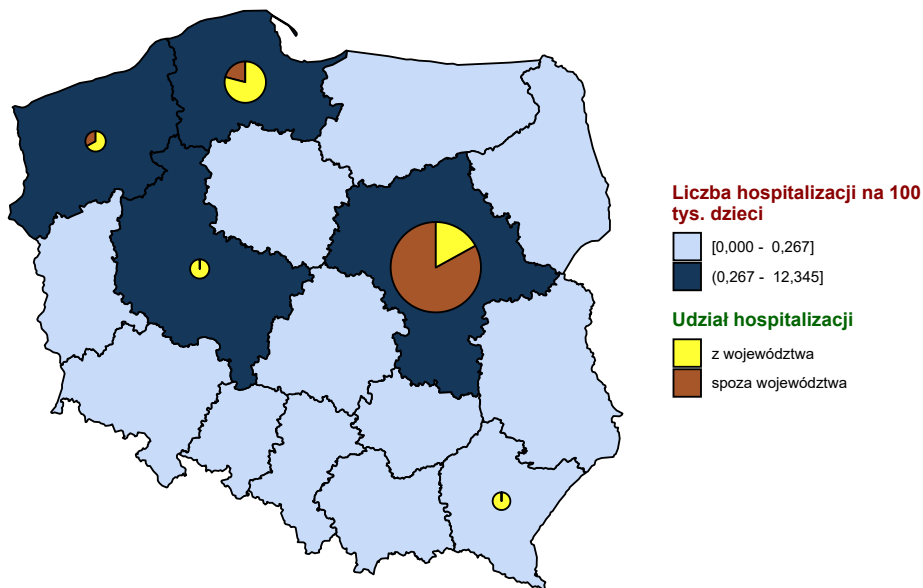 Liczba hospitalizacji na 100
tys. dzieci
[0,000 - 0,267]
(0,267 - 12,345]
Udział hospitalizacji
z województwa
spoza województwa